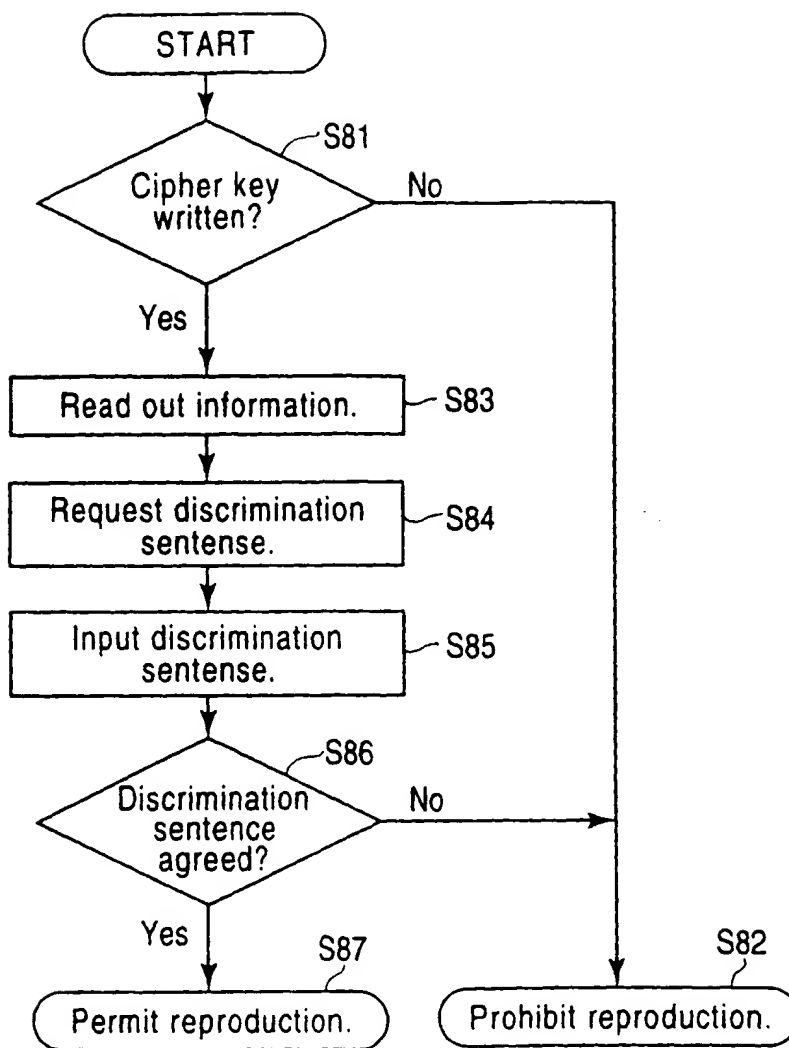 START
S81
Cipher key
written?
No
Yes
Read out information.
S83
Request discrimination
sentense.
S84
Input discrimination
sentense.
S85
S86
Discrimination
sentence
agreed?
No
Yes
S87
Permit reproduction.
S82
Prohibit reproduction.